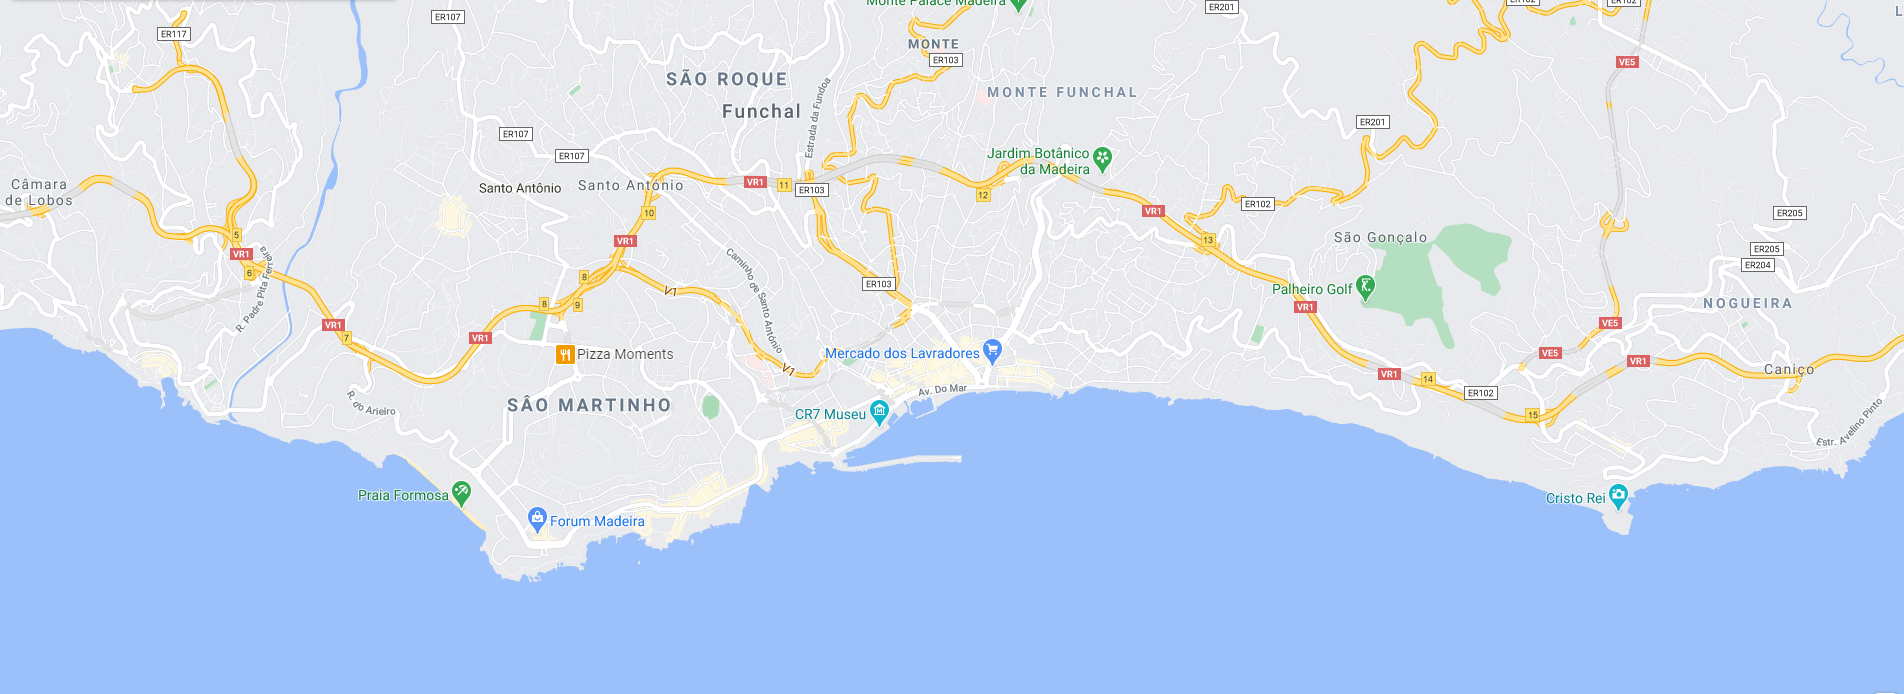 Monte Palace Madeira
ER107
ER201
ER102
ER102
ER117
MONTE
ER103
VE5
SÃO ROQUE
Funchal
MONTE FUNCHAL
Estrada da Fundoa
ER107
ER201
ER107
Jardim Botânico
da Madeira
Câmara
de Lobos
Santo Antônio
Santo António
VR1
11
ER103
12
10
VR1
ER102
ER205
5
VR1
VR1
13
São Gonçalo
ER205
ER204
6
R. Padre Pita Ferreira
8
V1
Caminho de Santo António
ER103
Palheiro Golf
VR1
NOGUEIRA
8
9
VR1
7
VR1
VE5
Pizza Moments
Mercado dos Lavradores
V1
VE5
VR1
Caniço
R. do Arieiro
SÂO MARTINHO
Av. Do Mar
CR7 Museu
VR1
14
ER102
15
Estr. Avelino Pinto
Praia Formosa
Forum Madeira
Cristo Rei